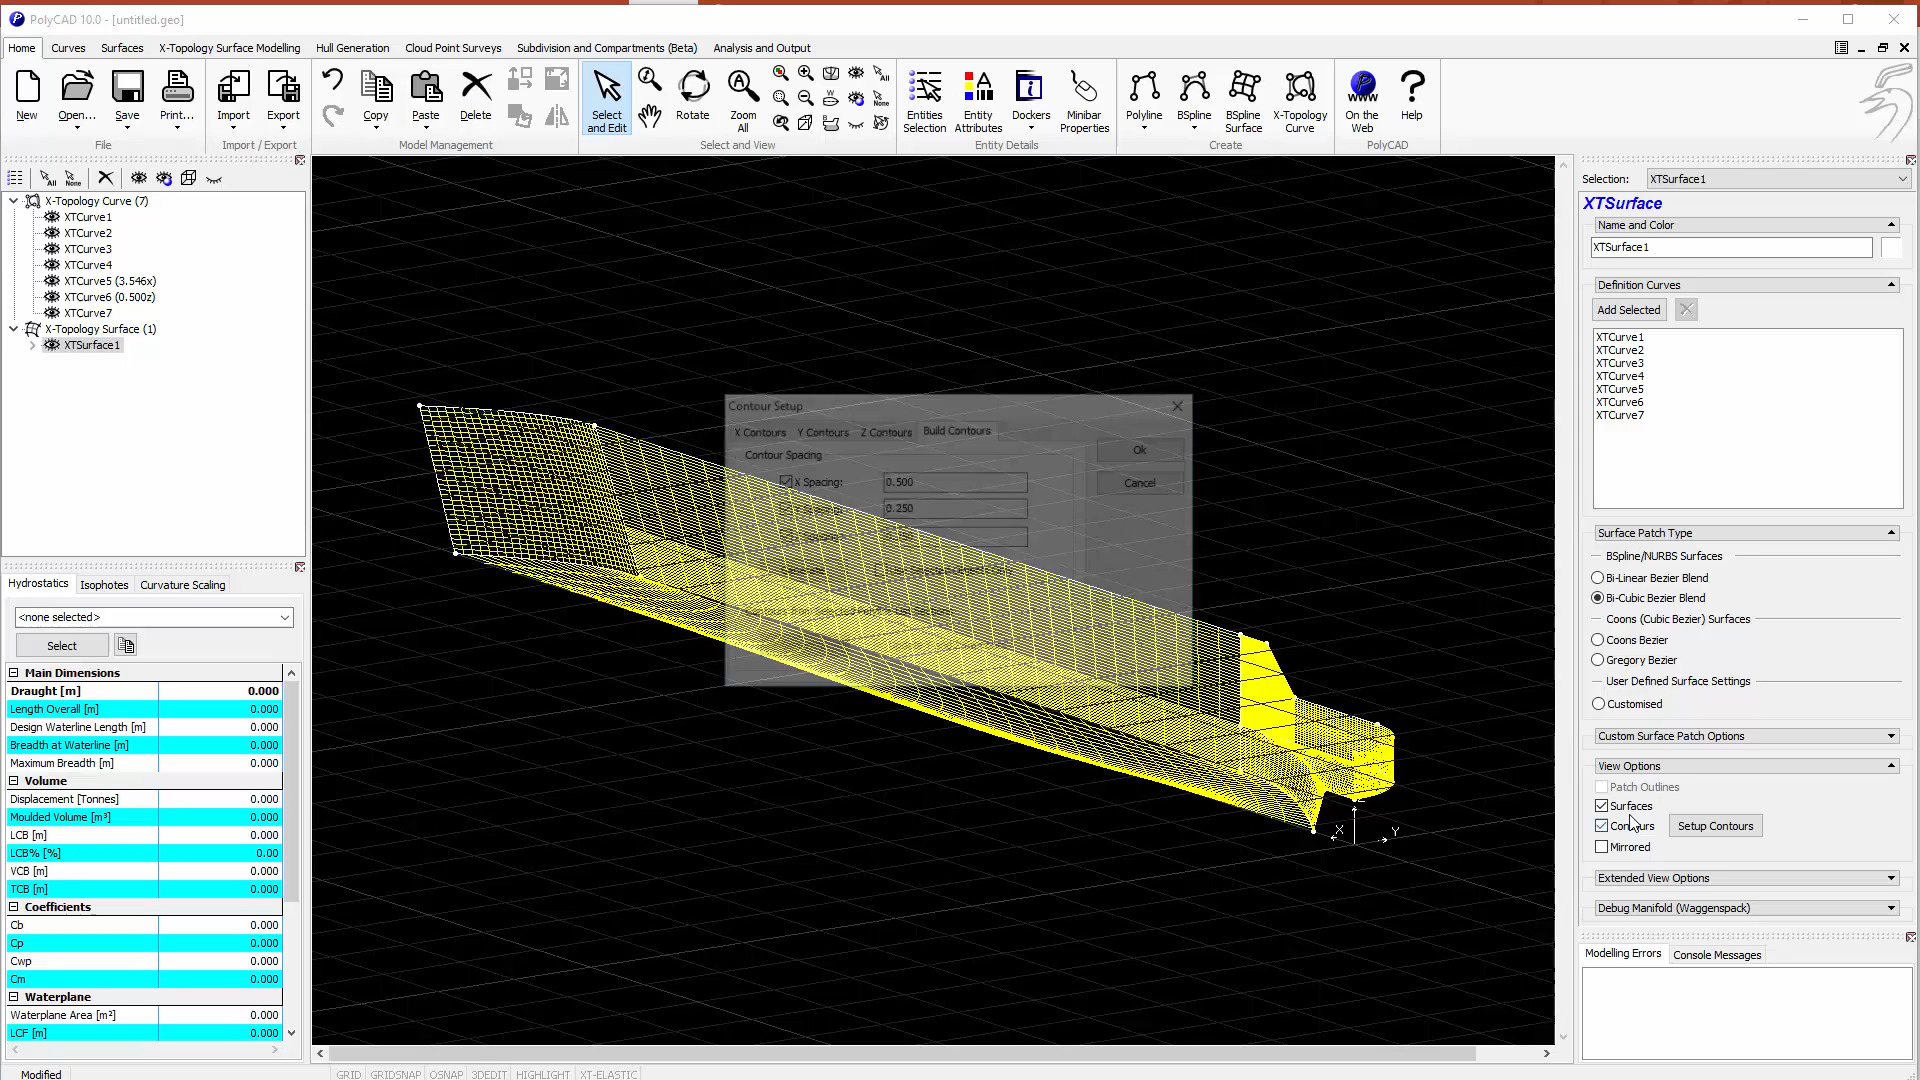 PolyCAD 10.0 - [untitled.geo]
Home Curves Surfaces X-Topology Surface Modelling Hull Generation Cloud Point Surveys Subdivision and Compartments (Beta) Analysis and Output
New Open... Save Print... Import Export Copy Paste Delete Select and Edit Rotate Zoom All Entities Selection Entity Attributes Dockers Minibar Properties Polyline BSpline BSpline Surface X-Topology Curve On the Web Help
File Import / Export Model Management Select and View Entity Details Create PolyCAD
All None
X-Topology Curve (7)
XTCurve1
XTCurve2
XTCurve3
XTCurve4
XTCurve5 (3.546x)
XTCurve6 (0.500z)
XTCurve7
X-Topology Surface (1)
XTSurface1
Hydrostatics Isophotes Curvature Scaling
<none selected>
Select
Main Dimensions
Draught [m] 0.000
Length Overall [m] 0.000
Design Waterline Length [m] 0.000
Breadth at Waterline [m] 0.000
Maximum Breadth [m] 0.000
Volume
Displacement [Tonnes] 0.000
Moulded Volume [m³] 0.000
LCB [m] 0.000
LCB% [%] 0.00
VCB [m] 0.000
TCB [m] 0.000
Coefficients
Cb 0.000
Cp 0.000
Cwp 0.000
Cm 0.000
Waterplane
Waterplane Area [m²] 0.000
LCF [m] 0.000
Modified GRID GRIDSNAP OSNAP 3DEDIT HIGHLIGHT XT-ELASTIC
Contour Setup
X Contours Y Contours Z Contours Build Contours
Contour Spacing
X Spacing: 0.500
0.250
Ok
Cancel
X Y
Selection: XTSurface1
XTSurface
Name and Color
XTSurface1
Definition Curves
Add Selected
XTCurve1
XTCurve2
XTCurve3
XTCurve4
XTCurve5
XTCurve6
XTCurve7
Surface Patch Type
BSpline/NURBS Surfaces
Bi-Linear Bezier Blend
Bi-Cubic Bezier Blend
Coons (Cubic Bezier) Surfaces
Coons Bezier
Gregory Bezier
User Defined Surface Settings
Customised
Custom Surface Patch Options
View Options
Patch Outlines
Surfaces
Contours Setup Contours
Mirrored
Extended View Options
Debug Manifold (Waggenspack)
Modelling Errors Console Messages